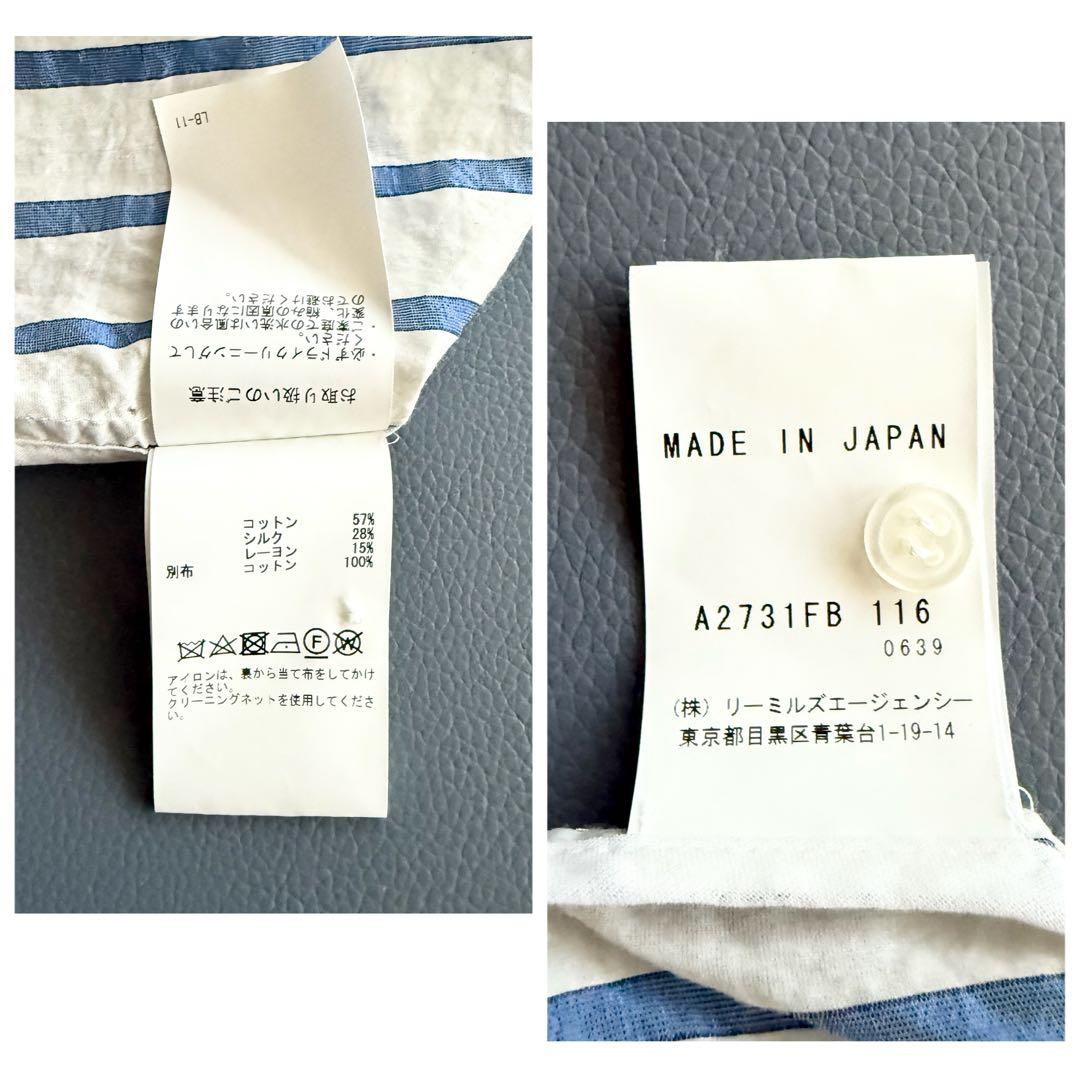 LB-11
お取り扱いのご注意
・必ずドライクリーニングして
ください。
・ご家庭での水洗いは風合いの
変化、縮みの原因になります
のでお避けください。
コットン 57%
シルク 28%
レーヨン 15%
別布 コットン 100%
F W
アイロンは、裏から当て布をしてかけ
てください。
クリーニングネットを使用してくださ
い。
MADE IN JAPAN
A2731FB 116
0639
(株) リーミルズエージェンシー
東京都目黒区青葉台1-19-14